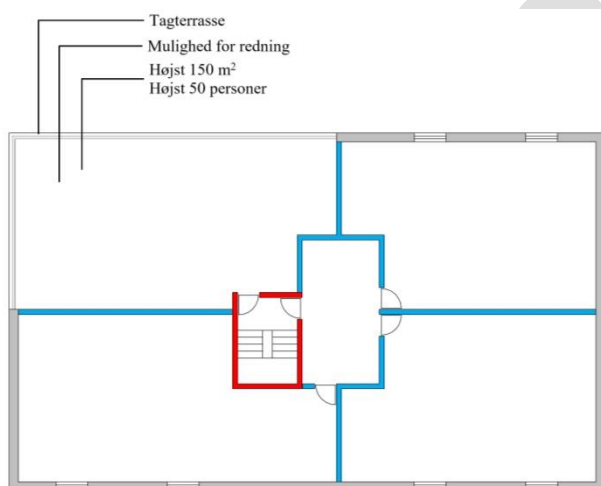 Tagterrasse
Mulighed for redning
Højst 150 m²
Højst 50 personer